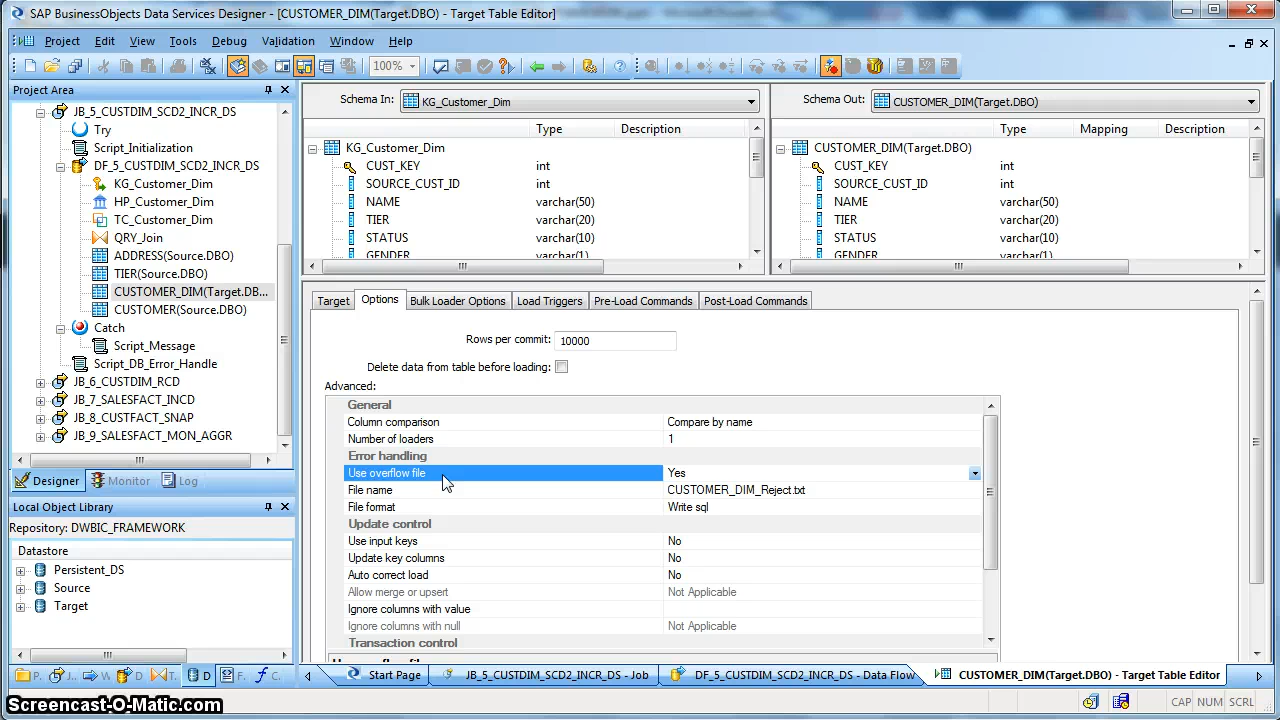 SAP BusinessObjects Data Services Designer - [CUSTOMER_DIM(Target.DBO) - Target Table Editor]
Project Edit View Tools Debug Validation Window Help
100%
Project Area
JB_5_CUSTDIM_SCD2_INCR_DS
Try
Script_Initialization
DF_5_CUSTDIM_SCD2_INCR_DS
KG_Customer_Dim
HP_Customer_Dim
TC_Customer_Dim
QRY_Join
ADDRESS(Source.DBO)
TIER(Source.DBO)
CUSTOMER_DIM(Target.DB...
CUSTOMER(Source.DBO)
Catch
Script_Message
Script_DB_Error_Handle
JB_6_CUSTDIM_RCD
JB_7_SALESFACT_INCD
JB_8_CUSTFACT_SNAP
JB_9_SALESFACT_MON_AGGR
Designer Monitor Log
Local Object Library
Repository: DWBIC_FRAMEWORK
Datastore
Persistent_DS
Source
Target
P... J... W... D... T... D F. C.
Schema In: KG_Customer_Dim
Type Description
KG_Customer_Dim
CUST_KEY int
SOURCE_CUST_ID int
NAME varchar(50)
TIER varchar(20)
STATUS varchar(10)
GENDER varchar(1)
Schema Out: CUSTOMER_DIM(Target.DBO)
Type Mapping Description
CUSTOMER_DIM(Target.DBO)
CUST_KEY int
SOURCE_CUST_ID int
NAME varchar(50)
TIER varchar(20)
STATUS varchar(10)
GENDER varchar(1)
Target Options Bulk Loader Options Load Triggers Pre-Load Commands Post-Load Commands
Rows per commit: 10000
Delete data from table before loading:
Advanced:
General
Column comparison Compare by name
Number of loaders 1
Error handling
Use overflow file Yes
File name CUSTOMER_DIM_Reject.txt
File format Write sql
Update control
Use input keys No
Update key columns No
Auto correct load No
Allow merge or upsert Not Applicable
Ignore columns with value
Ignore columns with null Not Applicable
Transaction control
Use overflow file
Start Page JB_5_CUSTDIM_SCD2_INCR_DS - Job DF_5_CUSTDIM_SCD2_INCR_DS - Data Flow CUSTOMER_DIM(Target.DBO) - Target Table Editor
CAP NUM SCRL
Screencast-O-Matic.com